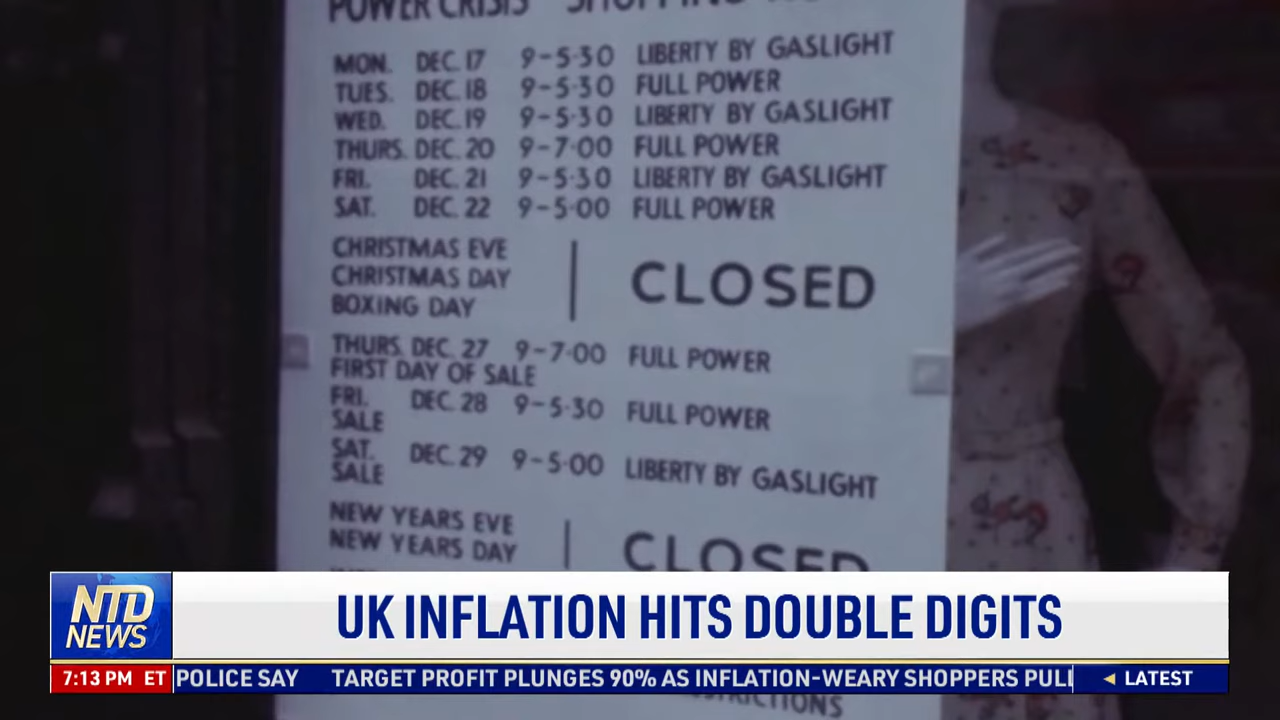 POWER CRISIS
MON. DEC. 17 9-5·30 LIBERTY BY GASLIGHT
TUES. DEC. 18 9-5·30 FULL POWER
WED. DEC. 19 9-5·30 LIBERTY BY GASLIGHT
THURS. DEC. 20 9-7·00 FULL POWER
FRI. DEC. 21 9-5·30 LIBERTY BY GASLIGHT
SAT. DEC. 22 9-5·00 FULL POWER
CHRISTMAS EVE
CHRISTMAS DAY
BOXING DAY
CLOSED
THURS. DEC. 27 9-7·00 FULL POWER
FIRST DAY OF SALE
FRI. DEC. 28 9-5·30 FULL POWER
SALE
SAT. DEC. 29 9-5·00 LIBERTY BY GASLIGHT
SALE
NEW YEARS EVE
NEW YEARS DAY
CLOSED
NTD
NEWS
UK INFLATION HITS DOUBLE DIGITS
7:13 PM ET POLICE SAY TARGET PROFIT PLUNGES 90% AS INFLATION-WEARY SHOPPERS PULL ◄ LATEST